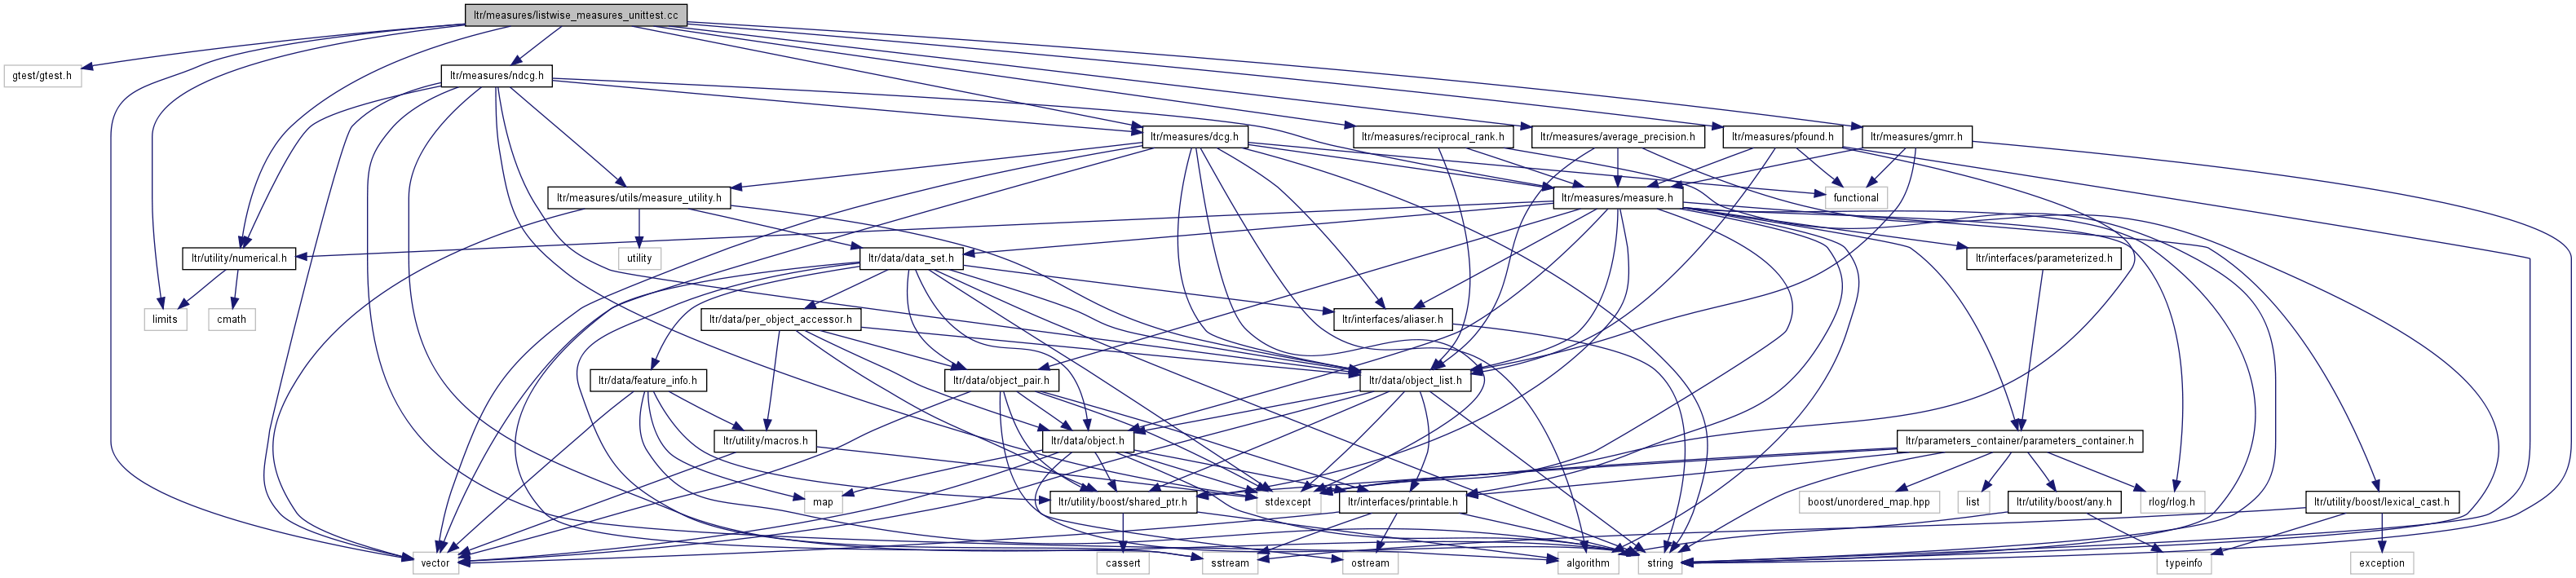 ltr/measures/listwise_measures_unittest.cc
gtest/gtest.h
ltr/measures/ndcg.h
ltr/measures/dcg.h
ltr/measures/reciprocal_rank.h
ltr/measures/average_precision.h
ltr/measures/pfound.h
ltr/measures/gmrr.h
ltr/measures/utils/measure_utility.h
ltr/measures/measure.h
functional
ltr/utility/numerical.h
utility
ltr/data/data_set.h
ltr/interfaces/parameterized.h
limits
cmath
ltr/data/per_object_accessor.h
ltr/interfaces/aliaser.h
ltr/data/feature_info.h
ltr/data/object_pair.h
ltr/data/object_list.h
ltr/utility/macros.h
ltr/data/object.h
ltr/parameters_container/parameters_container.h
map
ltr/utility/boost/shared_ptr.h
stdexcept
ltr/interfaces/printable.h
boost/unordered_map.hpp
list
ltr/utility/boost/any.h
rlog/rlog.h
ltr/utility/boost/lexical_cast.h
vector
cassert
sstream
ostream
algorithm
string
typeinfo
exception